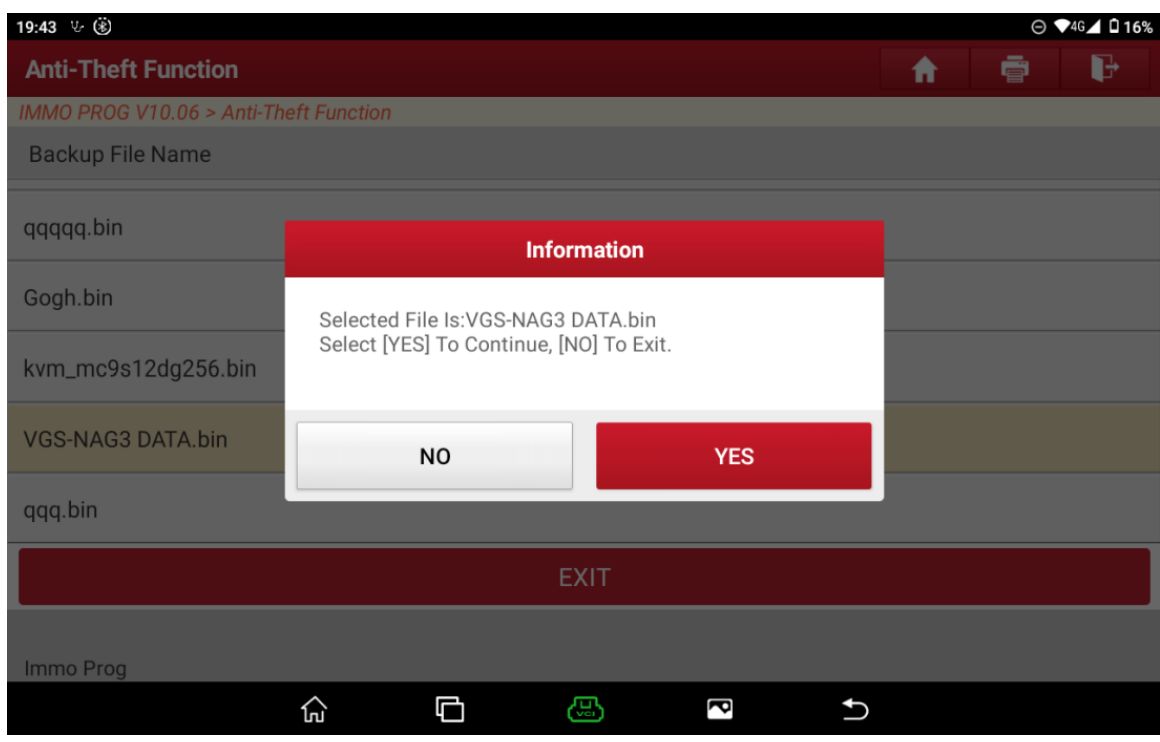 19:43 4G 16%
Anti-Theft Function
IMMO PROG V10.06 > Anti-Theft Function
Backup File Name
qqqqq.bin
Information
Gogh.bin
Selected File Is:VGS-NAG3 DATA.bin
Select [YES] To Continue, [NO] To Exit.
kvm_mc9s12dg256.bin
VGS-NAG3 DATA.bin
NO YES
qqq.bin
EXIT
Immo Prog
VCI